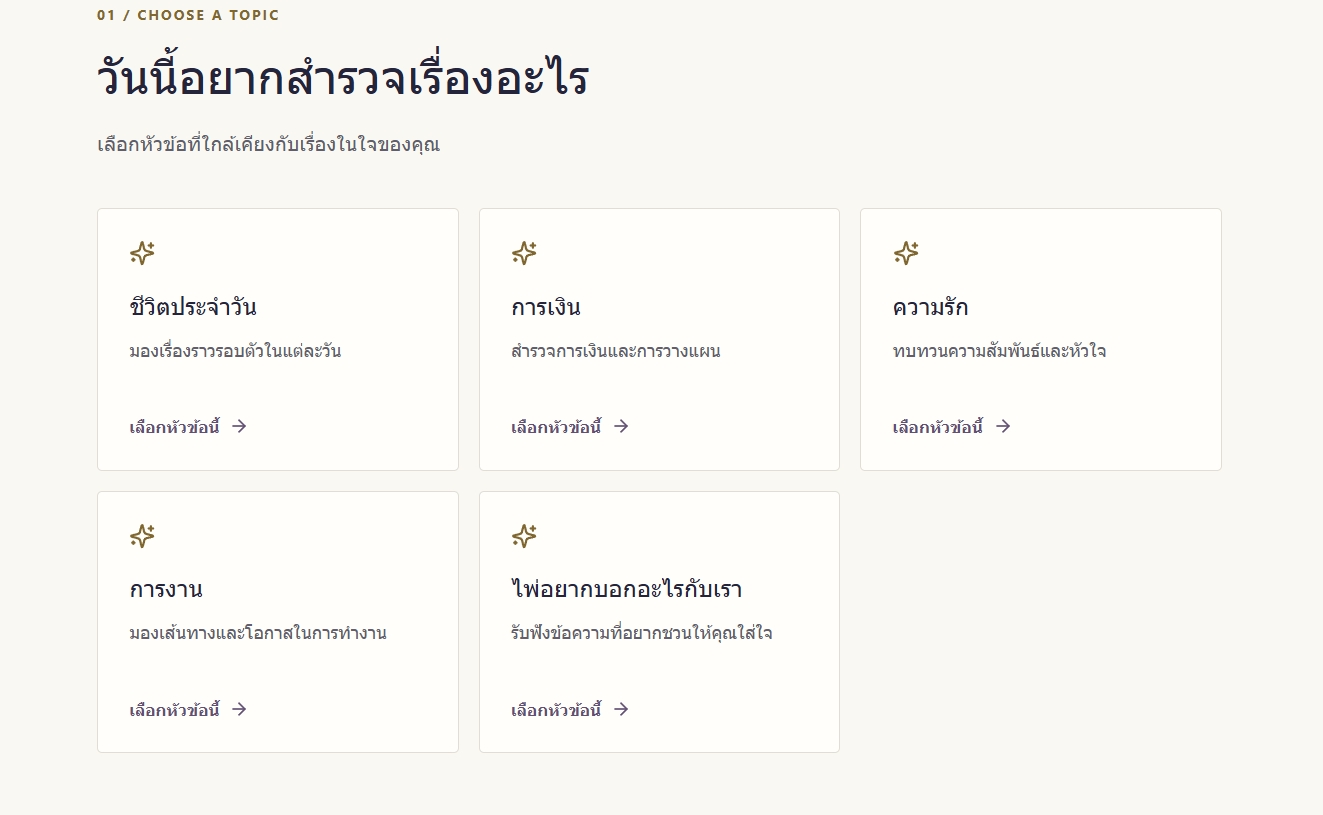 01 / CHOOSE A TOPIC
วันนี้อยากสำรวจเรื่องอะไร
เลือกหัวข้อที่ใกล้เคียงกับเรื่องในใจของคุณ
ชีวิตประจำวัน
มองเรื่องราวรอบตัวในแต่ละวัน
เลือกหัวข้อนี้ →
การเงิน
สำรวจการเงินและการวางแผน
เลือกหัวข้อนี้ →
ความรัก
ทบทวนความสัมพันธ์และหัวใจ
เลือกหัวข้อนี้ →
การงาน
มองเส้นทางและโอกาสในการทำงาน
เลือกหัวข้อนี้ →
ไพ่อยากบอกอะไรกับเรา
รับฟังข้อความที่อยากชวนให้คุณใส่ใจ
เลือกหัวข้อนี้ →